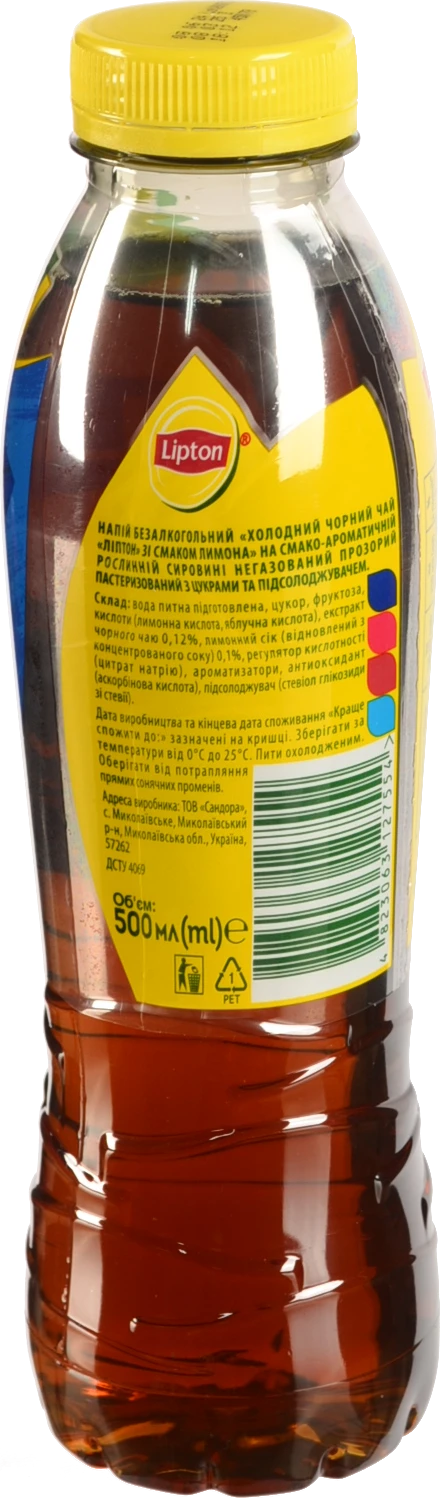 Lipton®
НАПІЙ БЕЗАЛКОГОЛЬНИЙ «ХОЛОДНИЙ ЧОРНИЙ ЧАЙ
«ЛІПТОН» ЗІ СМАКОМ ЛИМОНА» НА СМАКО-АРОМАТИЧНІЙ
РОСЛИННІЙ СИРОВИНІ НЕГАЗОВАНИЙ ПРОЗОРИЙ
ПАСТЕРИЗОВАНИЙ З ЦУКРАМИ ТА ПІДСОЛОДЖУВАЧЕМ.
Склад: вода питна підготовлена, цукор, фруктоза,
кислоти (лимонна кислота, яблучна кислота), екстракт
чорного чаю 0,12%, лимонний сік (відновлений з
концентрованого соку) 0,1%, регулятор кислотності
(цитрат натрію), ароматизатори, антиоксидант
(аскорбінова кислота), підсолоджувач (стевіол глікозиди
зі стевії).
Дата виробництва та кінцева дата споживання «Краще
спожити до:» зазначені на кришці. Зберігати за
температури від 0°С до 25°С. Пити охолодженим.
Оберігати від потрапляння
прямих сонячних променів.
Адреса виробника: ТОВ «Сандора»,
с. Миколаївське, Миколаївський
р-н, Миколаївська обл., Україна,
57262
ДСТУ 4069
Об'єм:
500 мл(ml) ℮
1
PET
4 823063 127554 >